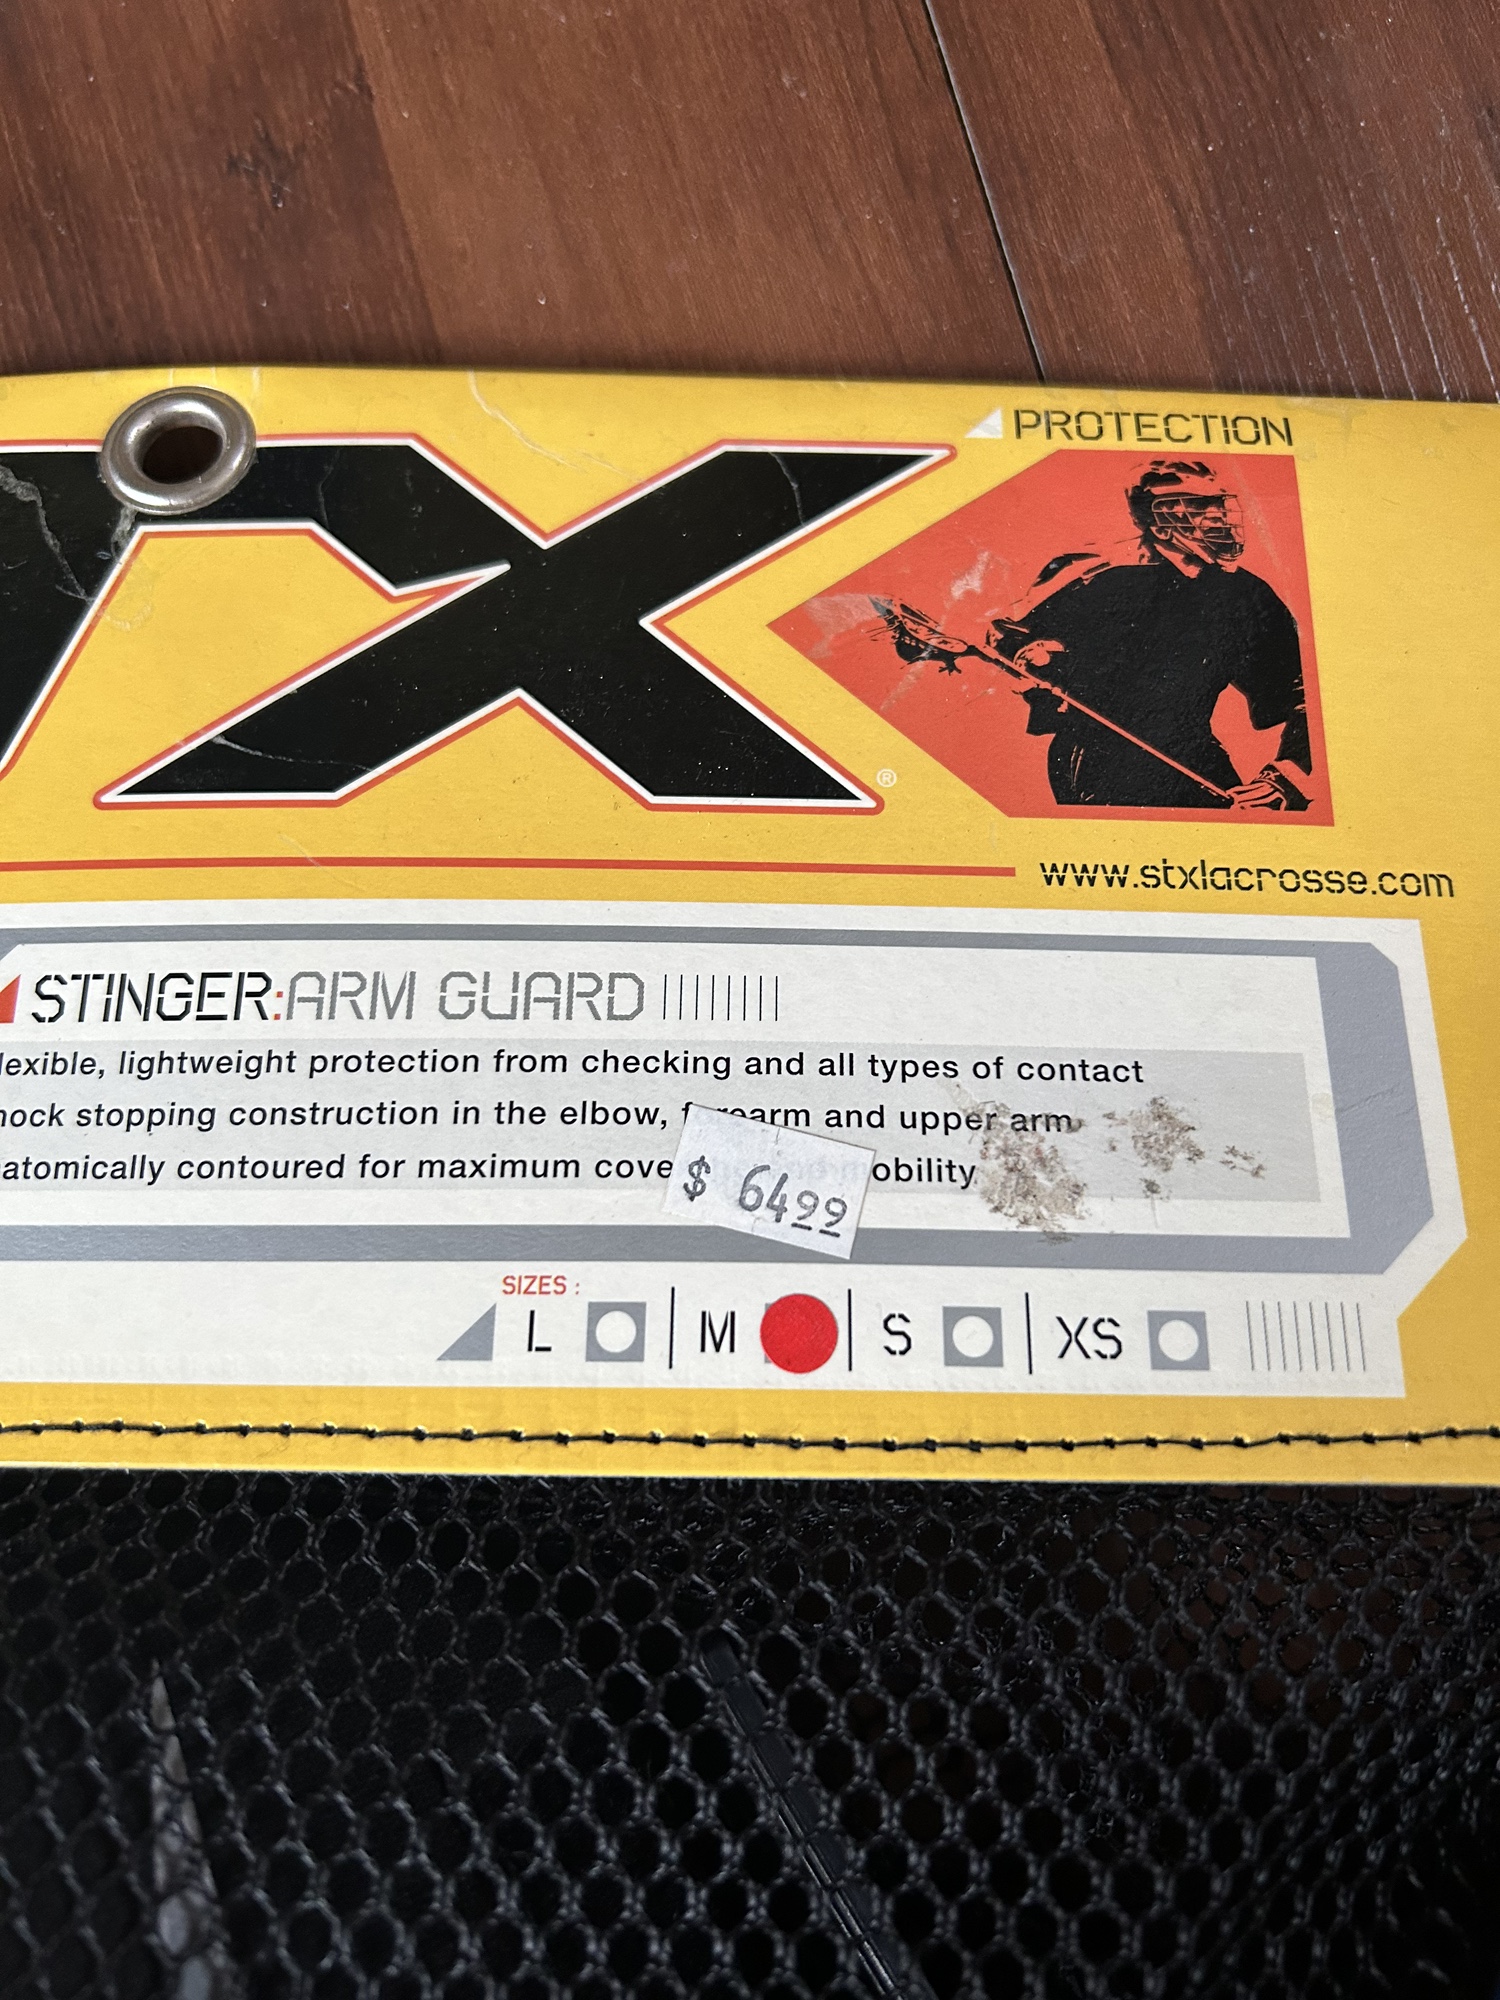 TX®
PROTECTION
www.stxlacrosse.com
STINGER:ARM GUARD
lexible, lightweight protection from checking and all types of contact
hock stopping construction in the elbow, forearm and upper arm
atomically contoured for maximum cove obility
$ 64.99
SIZES:
L M S XS